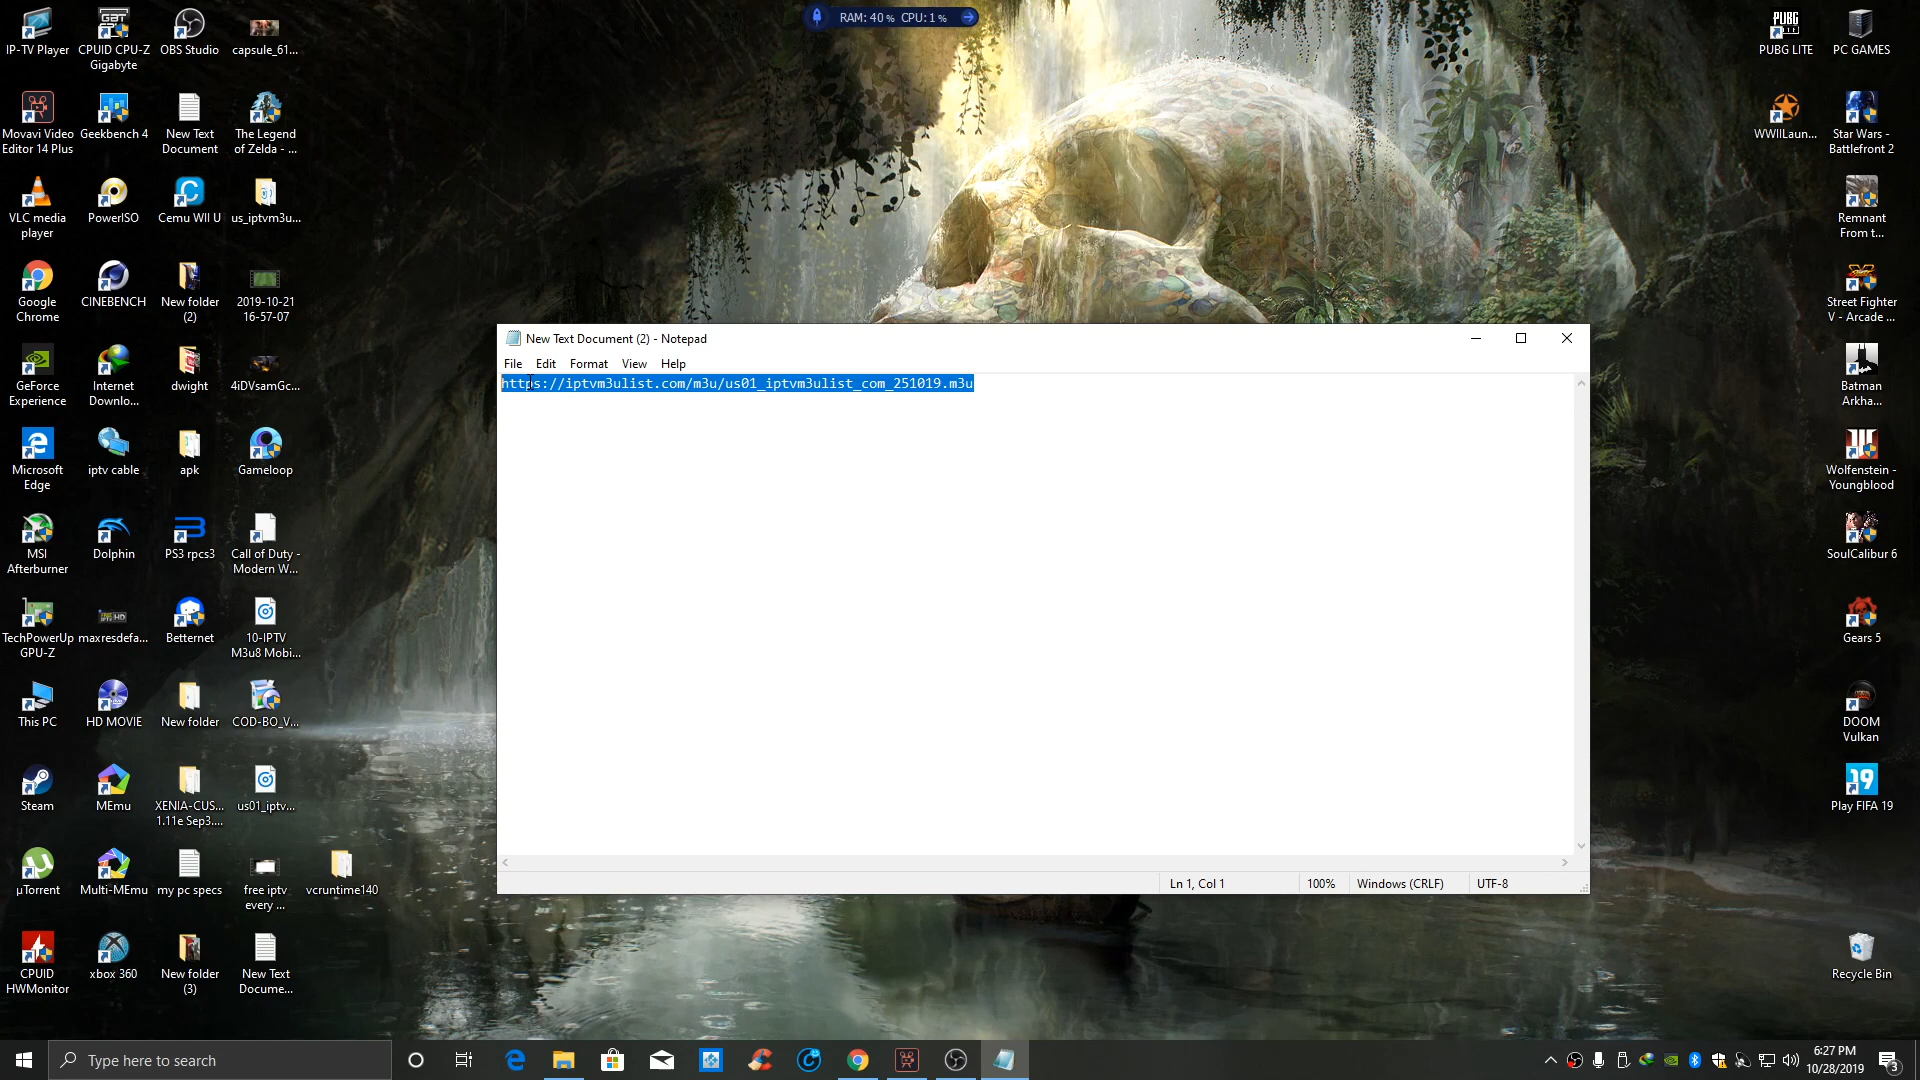 RAM: 40 % CPU: 1 %
IP-TV Player
CPUID CPU-Z
Gigabyte
OBS Studio
capsule_61...
Movavi Video
Editor 14 Plus
Geekbench 4
New Text
Document
The Legend
of Zelda - ...
VLC media
player
PowerISO
Cemu WII U
us_iptvm3u...
Google
Chrome
CINEBENCH
New folder
(2)
2019-10-21
16-57-07
GeForce
Experience
Internet
Downlo...
dwight
4iDVsamGc...
Microsoft
Edge
iptv cable
apk
Gameloop
MSI
Afterburner
Dolphin
PS3 rpcs3
Call of Duty -
Modern W...
TechPowerUp
GPU-Z
maxresdefa...
Betternet
10-IPTV
M3u8 Mobi...
This PC
HD MOVIE
New folder
COD-BO_V...
Steam
MEmu
XENIA-CUS...
1.11e Sep3....
us01_iptv...
µTorrent
Multi-MEmu
my pc specs
free iptv
every ...
vcruntime140
CPUID
HWMonitor
xbox 360
New folder
(3)
New Text
Docume...
New Text Document (2) - Notepad
File Edit Format View Help
https://iptvm3ulist.com/m3u/us01_iptvm3ulist_com_251019.m3u
Ln 1, Col 1
100%
Windows (CRLF)
UTF-8
PUBG
PUBG LITE
PC GAMES
WWIILaun...
Star Wars -
Battlefront 2
Remnant
From t...
Street Fighter
V - Arcade ...
Batman
Arkha...
Wolfenstein -
Youngblood
SoulCalibur 6
Gears 5
DOOM
Vulkan
19
Play FIFA 19
Recycle Bin
Type here to search
6:27 PM
10/28/2019
3